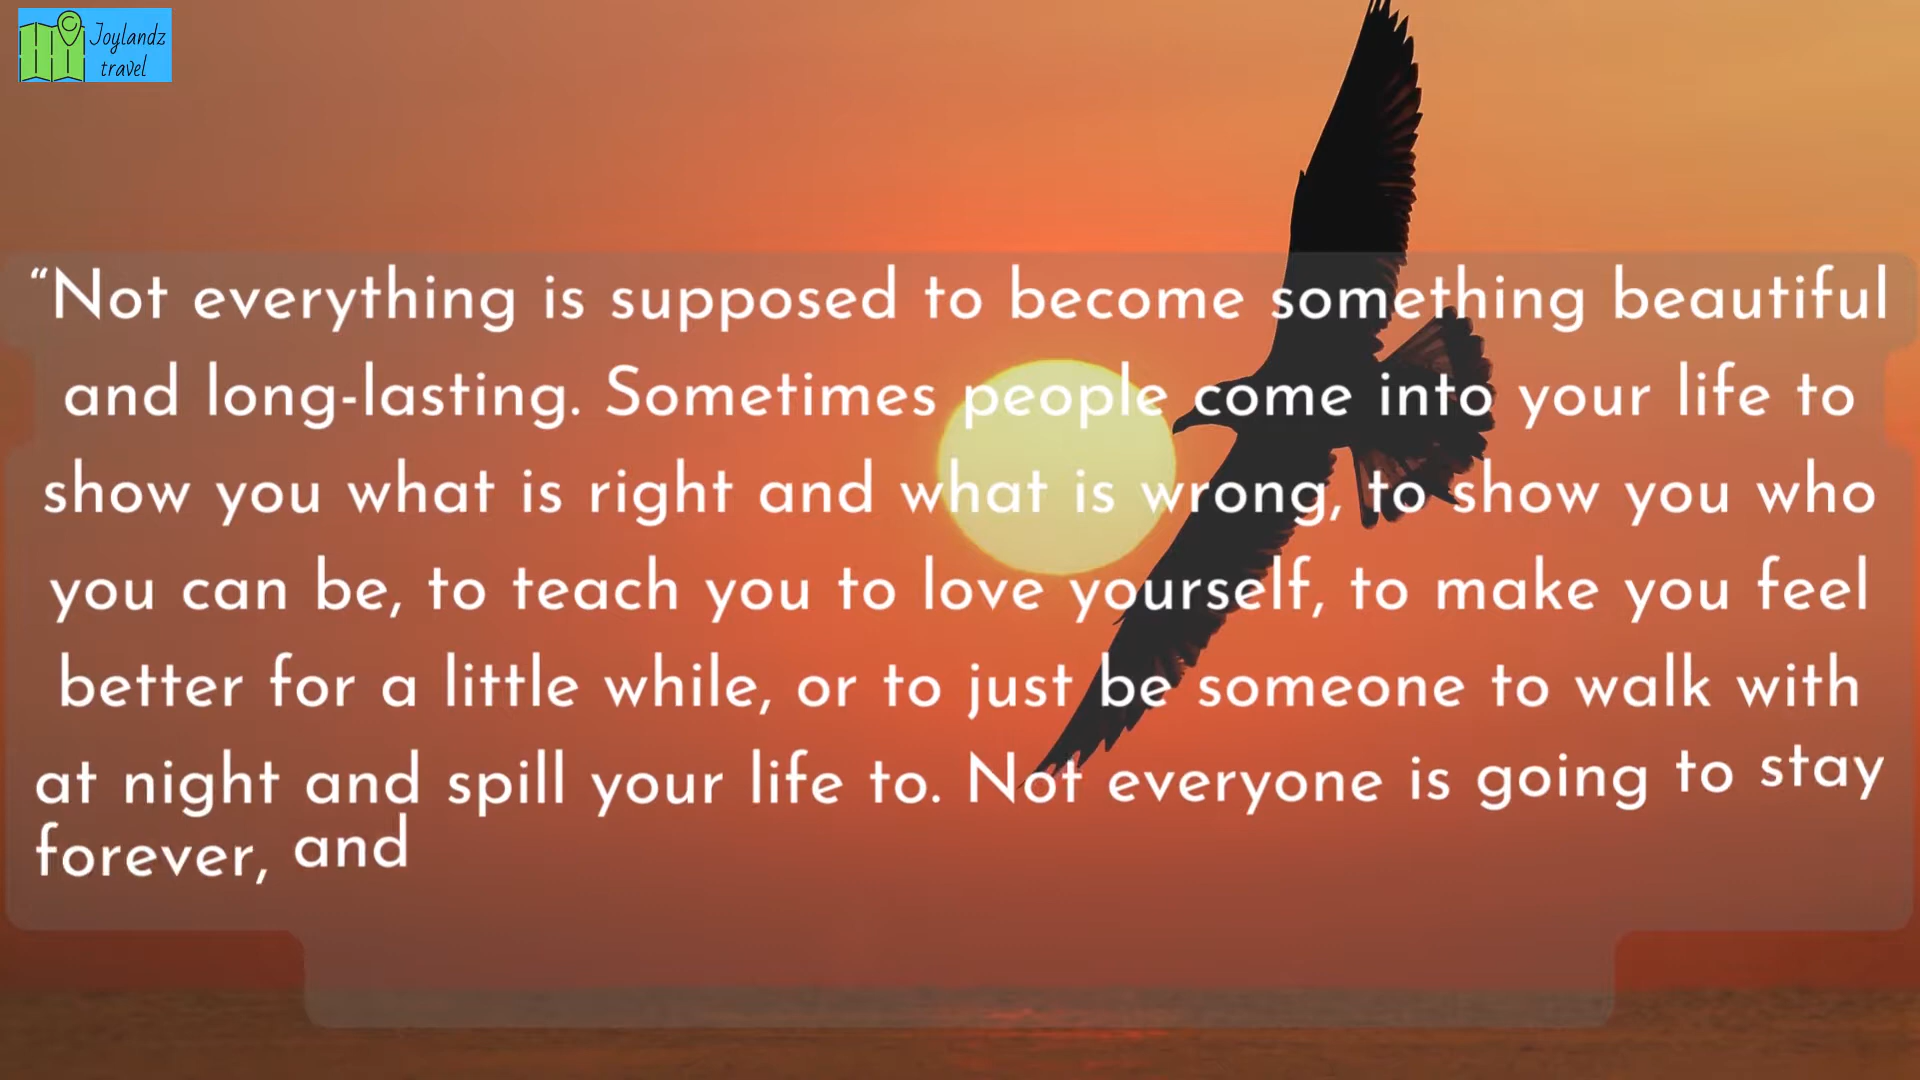 Joylandz
travel
“Not everything is supposed to become something beautiful
and long-lasting. Sometimes people come into your life to
show you what is right and what is wrong, to show you who
you can be, to teach you to love yourself, to make you feel
better for a little while, or to just be someone to walk with
at night and spill your life to. Not everyone is going to stay
forever, and